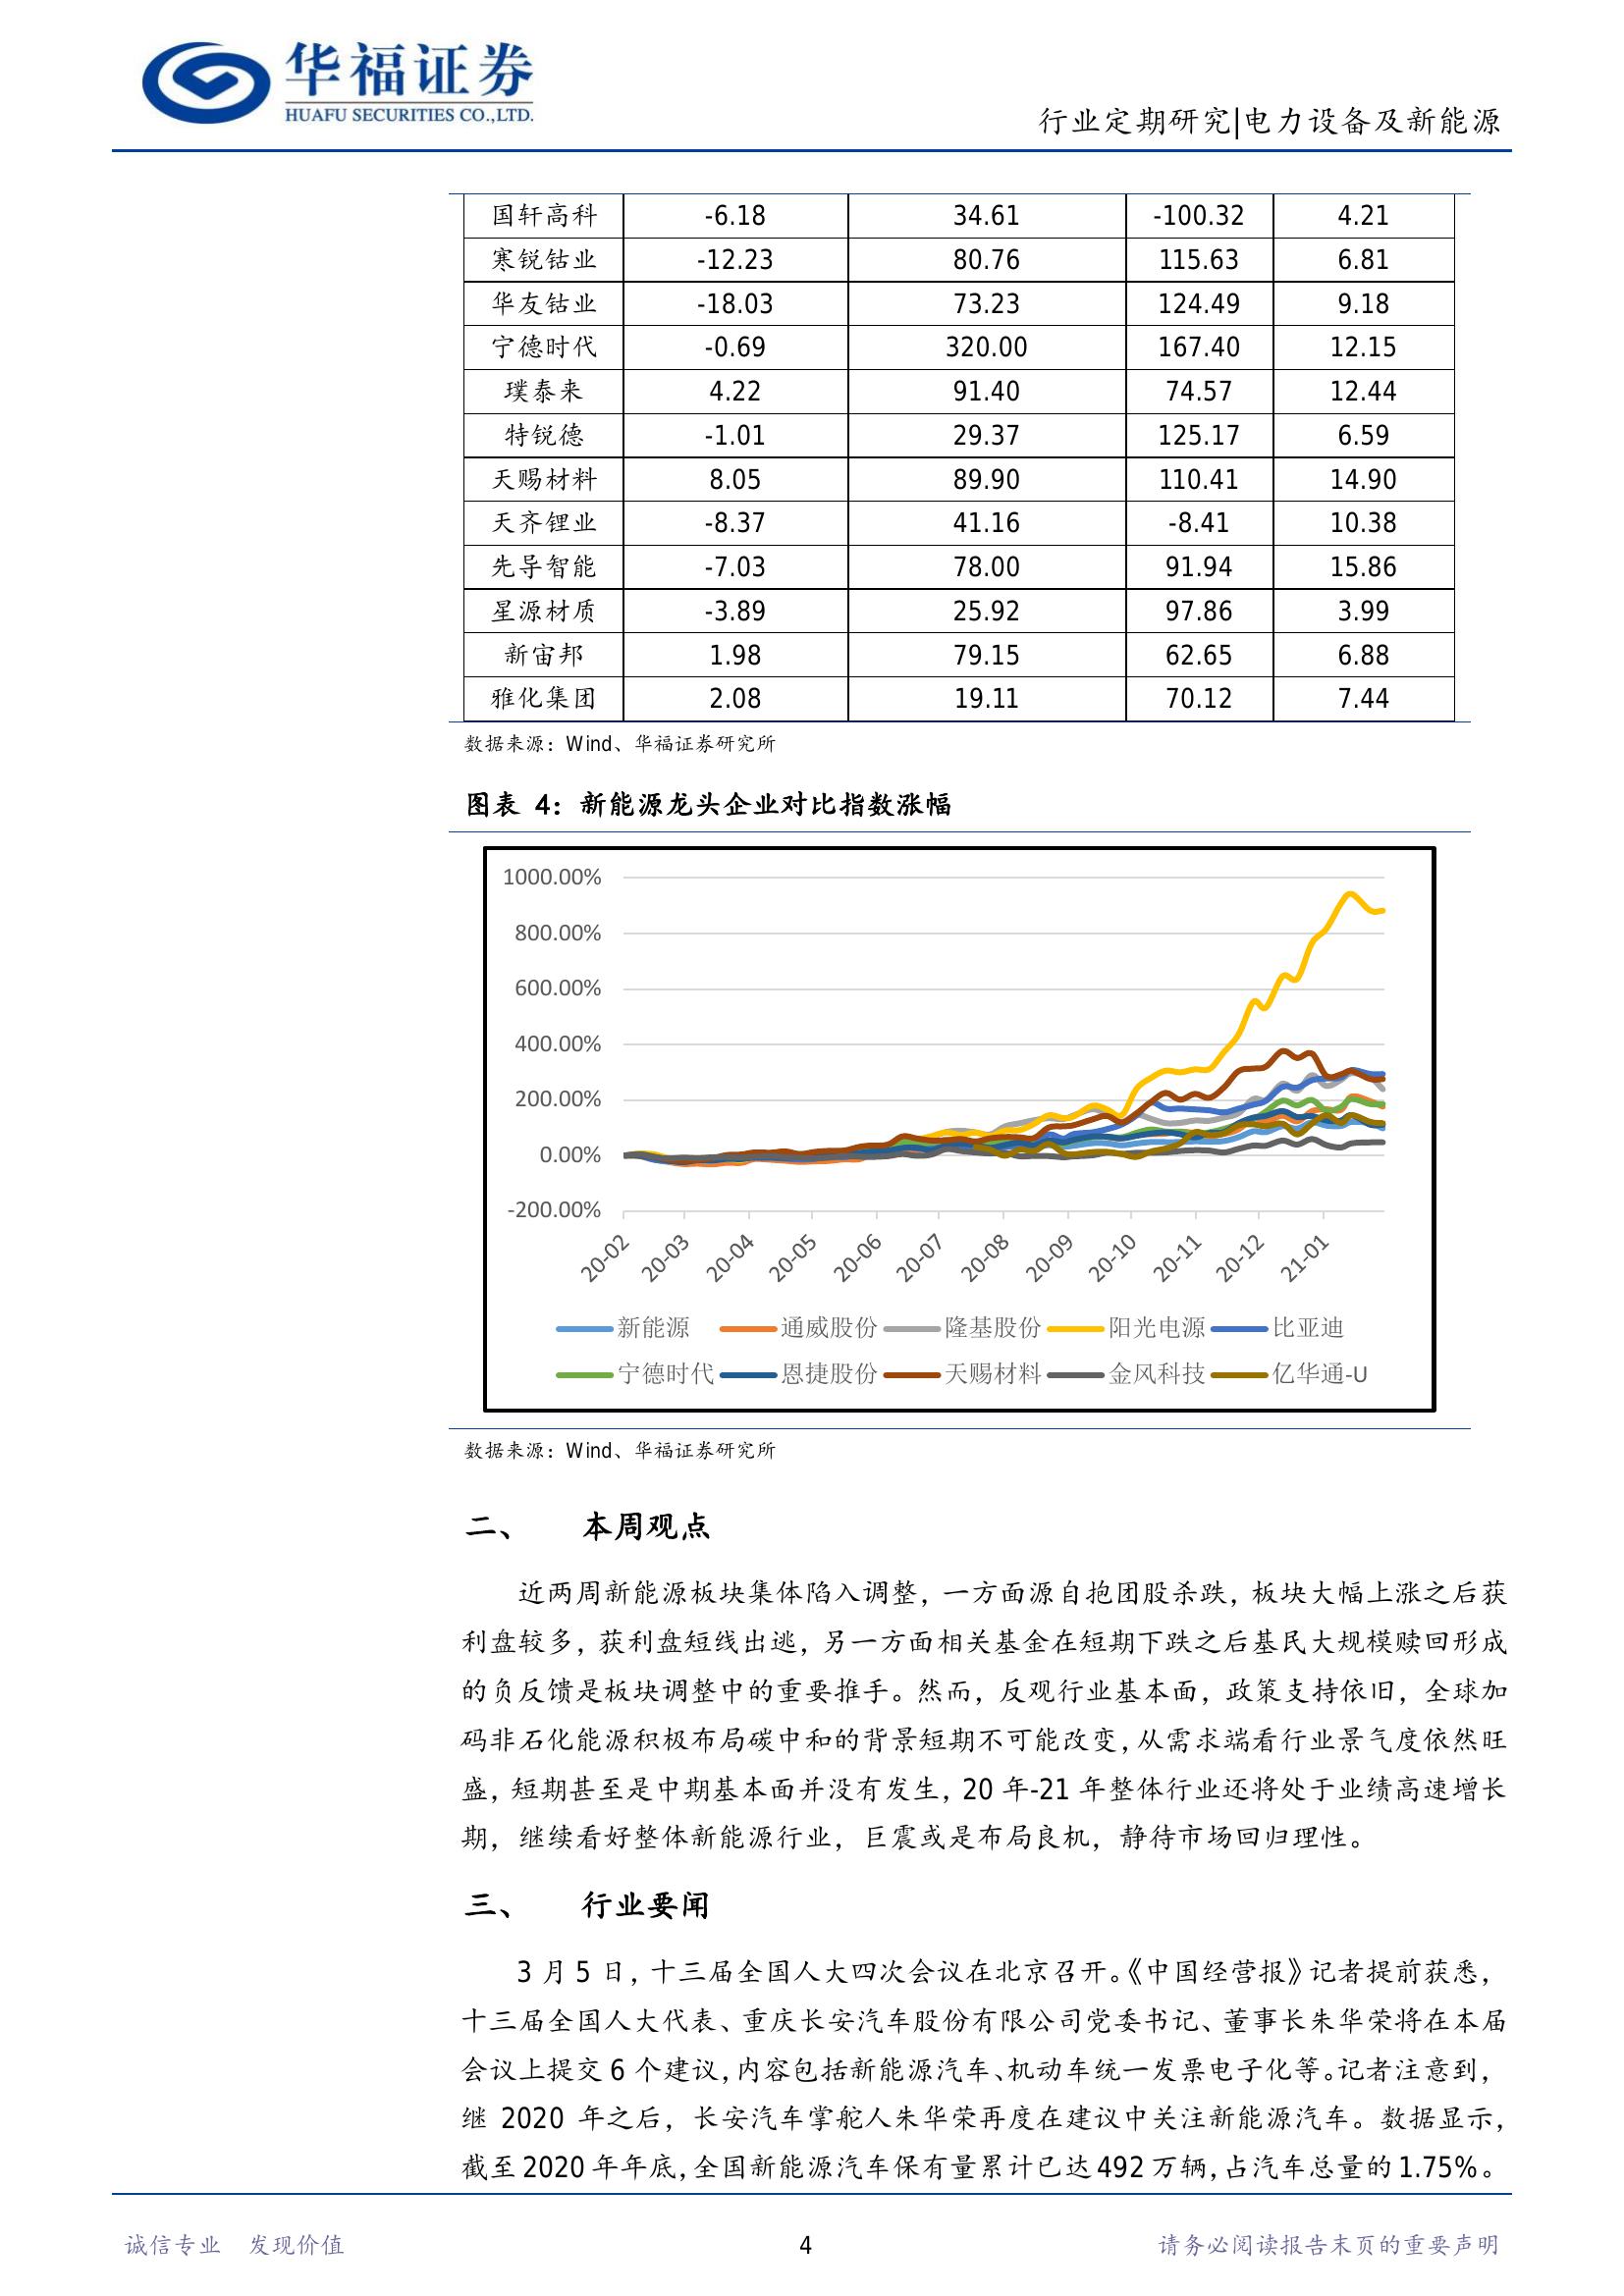 华福证券
HUAFU SECURITIES CO.,LTD.
行业定期研究|电力设备及新能源
国轩高科 -6.18 34.61 -100.32 4.21
寒锐钴业 -12.23 80.76 115.63 6.81
华友钴业 -18.03 73.23 124.49 9.18
宁德时代 -0.69 320.00 167.40 12.15
璞泰来 4.22 91.40 74.57 12.44
特锐德 -1.01 29.37 125.17 6.59
天赐材料 8.05 89.90 110.41 14.90
天齐锂业 -8.37 41.16 -8.41 10.38
先导智能 -7.03 78.00 91.94 15.86
星源材质 -3.89 25.92 97.86 3.99
新宙邦 1.98 79.15 62.65 6.88
雅化集团 2.08 19.11 70.12 7.44
数据来源：Wind、华福证券研究所
图表 4：新能源龙头企业对比指数涨幅
1000.00%
800.00%
600.00%
400.00%
200.00%
0.00%
-200.00%
20-02 20-03 20-04 20-05 20-06 20-07 20-08 20-09 20-10 20-11 20-12 21-01
新能源 通威股份 隆基股份 阳光电源 比亚迪
宁德时代 恩捷股份 天赐材料 金风科技 亿华通-U
数据来源：Wind、华福证券研究所
二、 本周观点
近两周新能源板块集体陷入调整，一方面源自抱团股杀跌，板块大幅上涨之后获
利盘较多，获利盘短线出逃，另一方面相关基金在短期下跌之后基民大规模赎回形成
的负反馈是板块调整中的重要推手。然而，反观行业基本面，政策支持依旧，全球加
码非石化能源积极布局碳中和的背景短期不可能改变，从需求端看行业景气度依然旺
盛，短期甚至是中期基本面并没有发生，20 年-21 年整体行业还将处于业绩高速增长
期，继续看好整体新能源行业，巨震或是布局良机，静待市场回归理性。
三、 行业要闻
3 月 5 日，十三届全国人大四次会议在北京召开。《中国经营报》记者提前获悉，
十三届全国人大代表、重庆长安汽车股份有限公司党委书记、董事长朱华荣将在本届
会议上提交 6 个建议，内容包括新能源汽车、机动车统一发票电子化等。记者注意到，
继 2020 年之后，长安汽车掌舵人朱华荣再度在建议中关注新能源汽车。数据显示，
截至 2020 年年底，全国新能源汽车保有量累计已达 492 万辆，占汽车总量的 1.75%。
诚信专业 发现价值 4 请务必阅读报告末页的重要声明